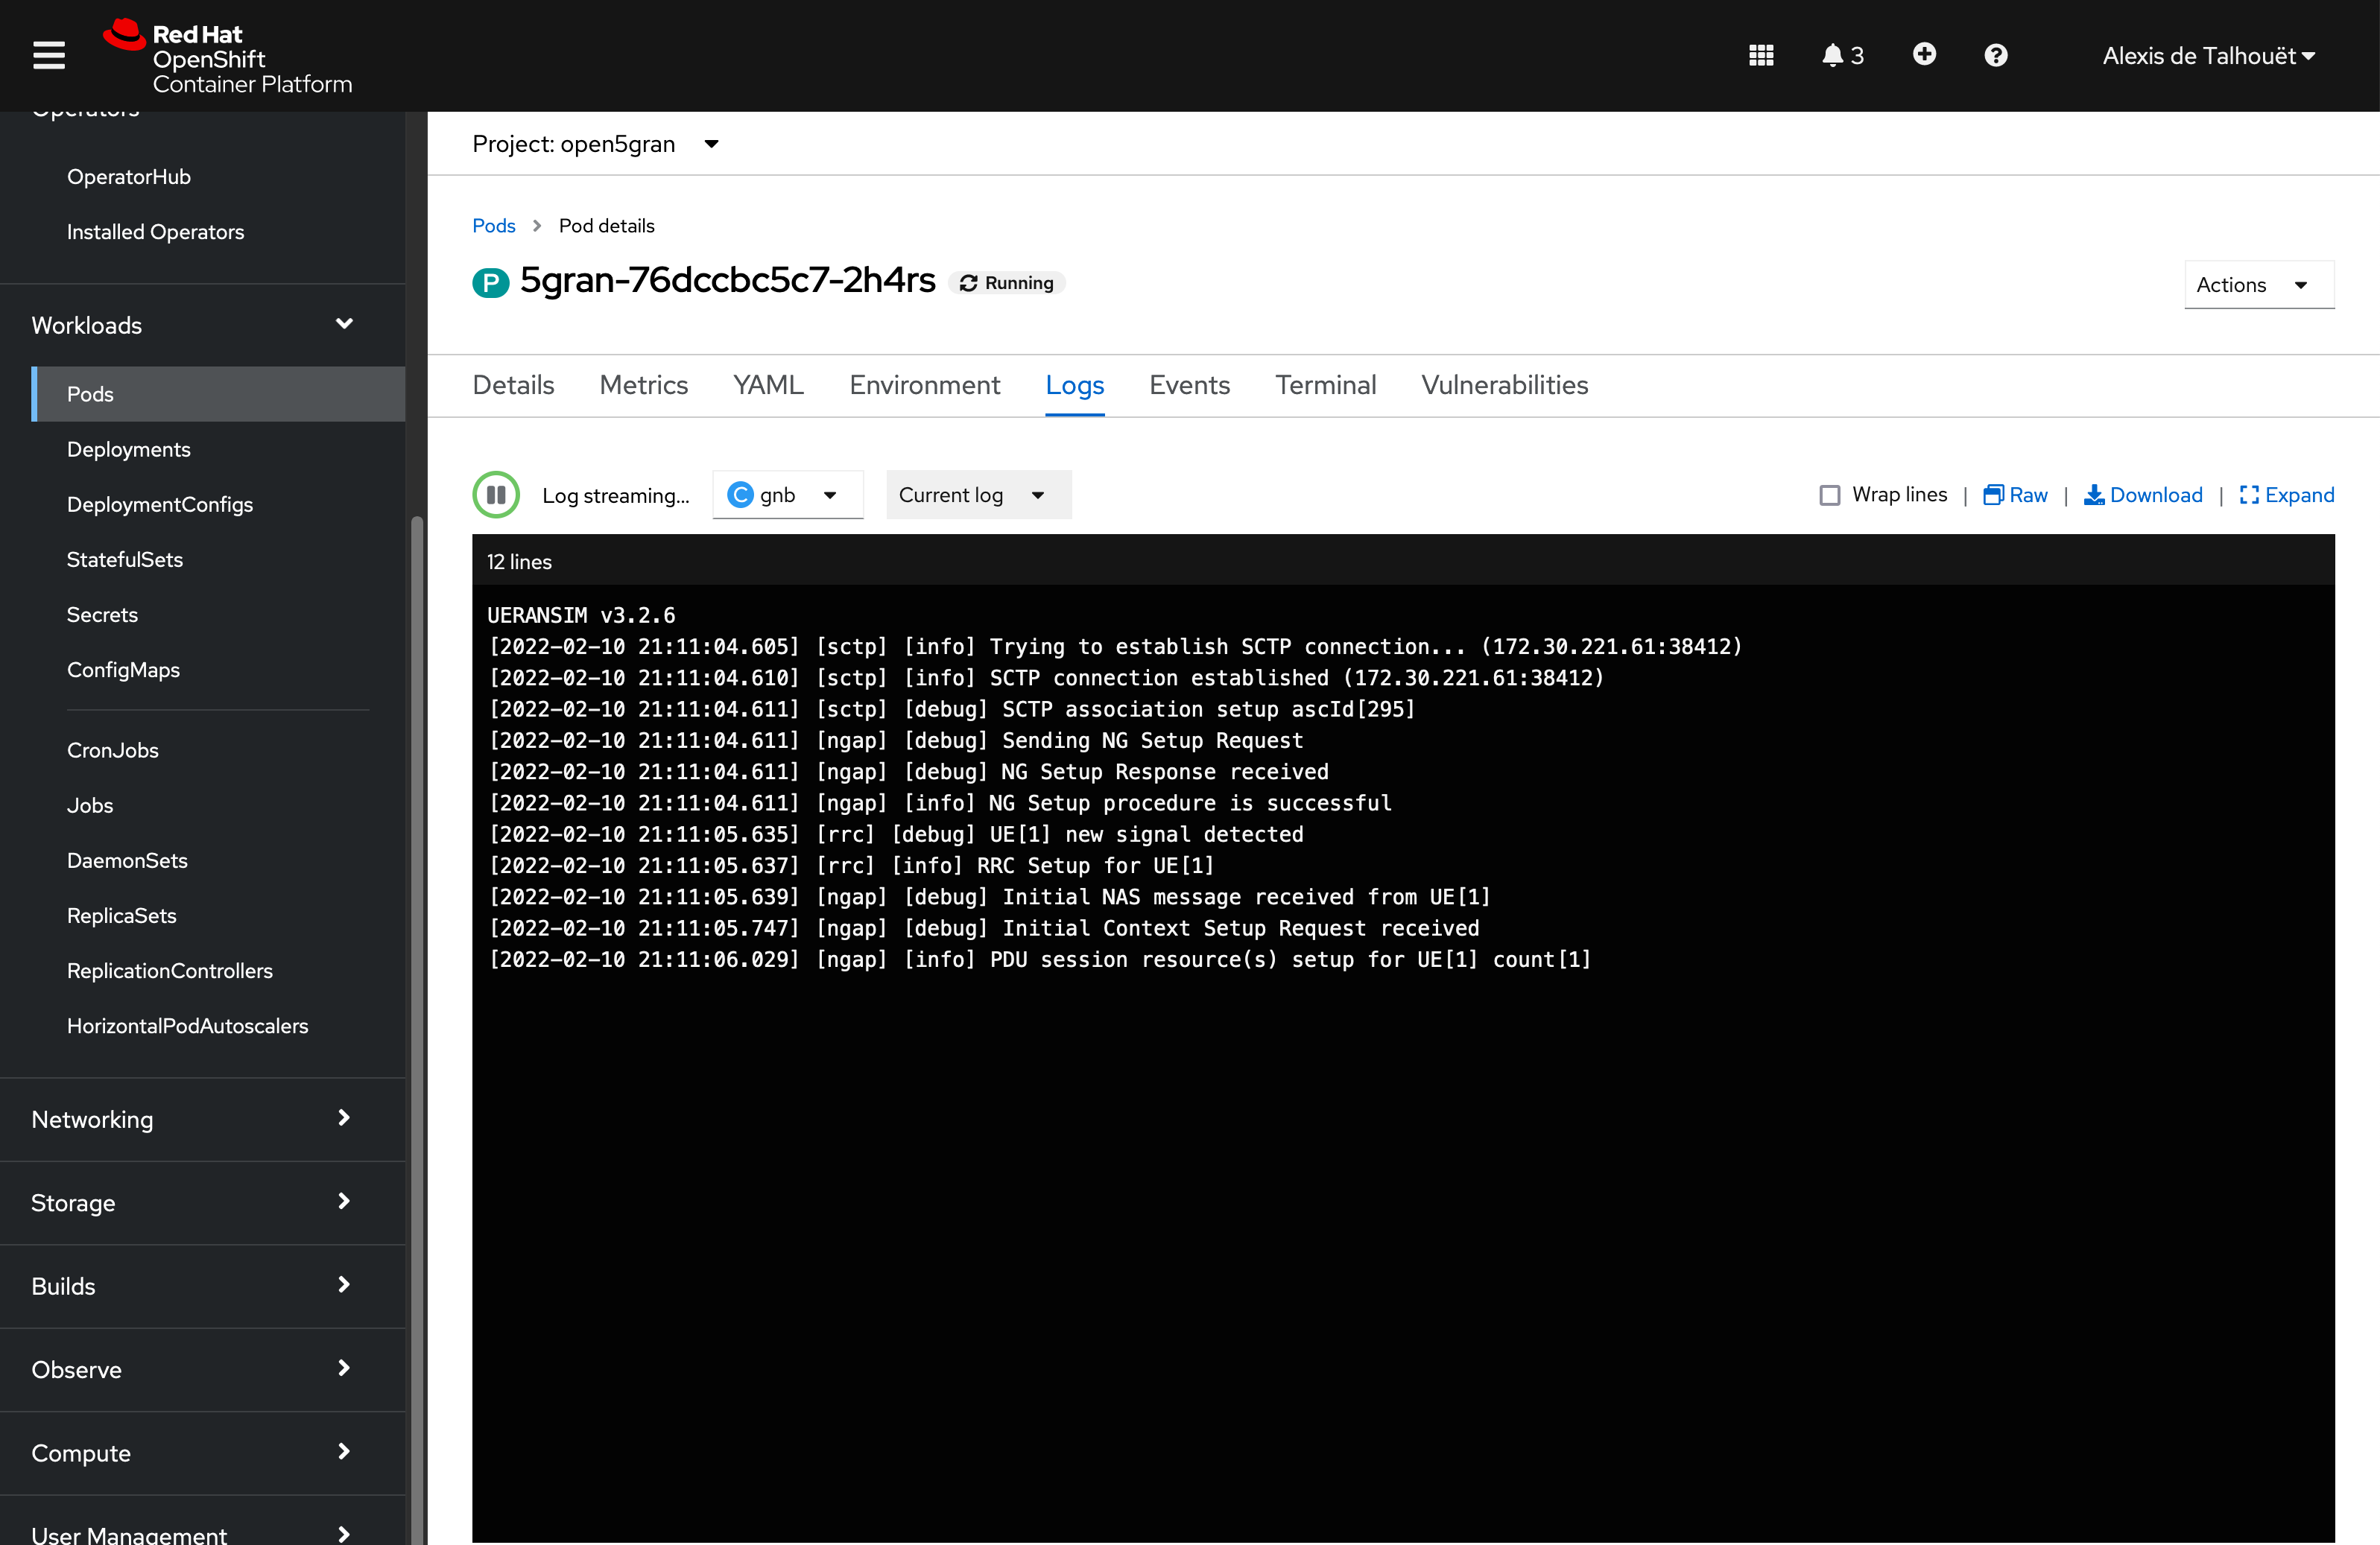 Red Hat
OpenShift
Container Platform
3
Alexis de Talhouët
Operators
OperatorHub
Installed Operators
Workloads
Pods
Deployments
DeploymentConfigs
StatefulSets
Secrets
ConfigMaps
CronJobs
Jobs
DaemonSets
ReplicaSets
ReplicationControllers
HorizontalPodAutoscalers
Networking
Storage
Builds
Observe
Compute
User Management
Project: open5gran
Pods > Pod details
P 5gran-76dccbc5c7-2h4rs Running
Actions
Details Metrics YAML Environment Logs Events Terminal Vulnerabilities
Log streaming... C gnb Current log Wrap lines | Raw | Download | Expand
12 lines
UERANSIM v3.2.6
[2022-02-10 21:11:04.605] [sctp] [info] Trying to establish SCTP connection... (172.30.221.61:38412)
[2022-02-10 21:11:04.610] [sctp] [info] SCTP connection established (172.30.221.61:38412)
[2022-02-10 21:11:04.611] [sctp] [debug] SCTP association setup ascId[295]
[2022-02-10 21:11:04.611] [ngap] [debug] Sending NG Setup Request
[2022-02-10 21:11:04.611] [ngap] [debug] NG Setup Response received
[2022-02-10 21:11:04.611] [ngap] [info] NG Setup procedure is successful
[2022-02-10 21:11:05.635] [rrc] [debug] UE[1] new signal detected
[2022-02-10 21:11:05.637] [rrc] [info] RRC Setup for UE[1]
[2022-02-10 21:11:05.639] [ngap] [debug] Initial NAS message received from UE[1]
[2022-02-10 21:11:05.747] [ngap] [debug] Initial Context Setup Request received
[2022-02-10 21:11:06.029] [ngap] [info] PDU session resource(s) setup for UE[1] count[1]